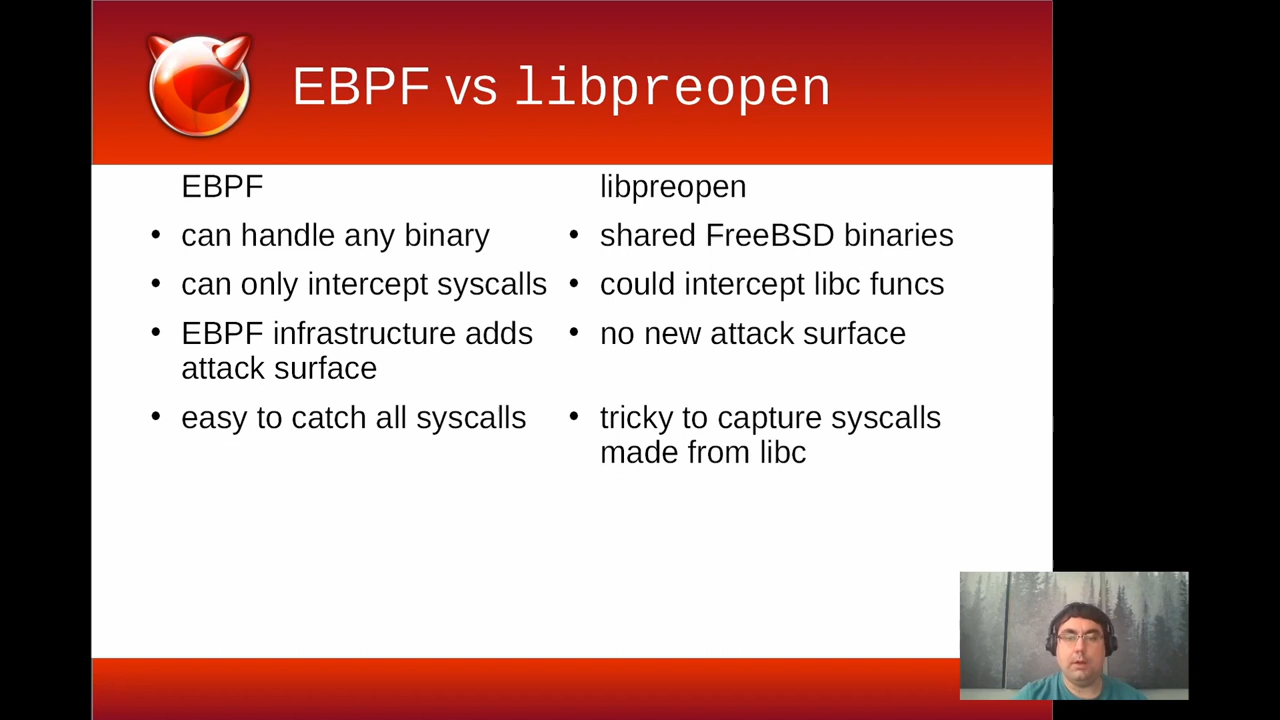 EBPF vs libpreopen
EBPF
can handle any binary
can only intercept syscalls
EBPF infrastructure adds
attack surface
easy to catch all syscalls
libpreopen
shared FreeBSD binaries
could intercept libc funcs
no new attack surface
tricky to capture syscalls
made from libc